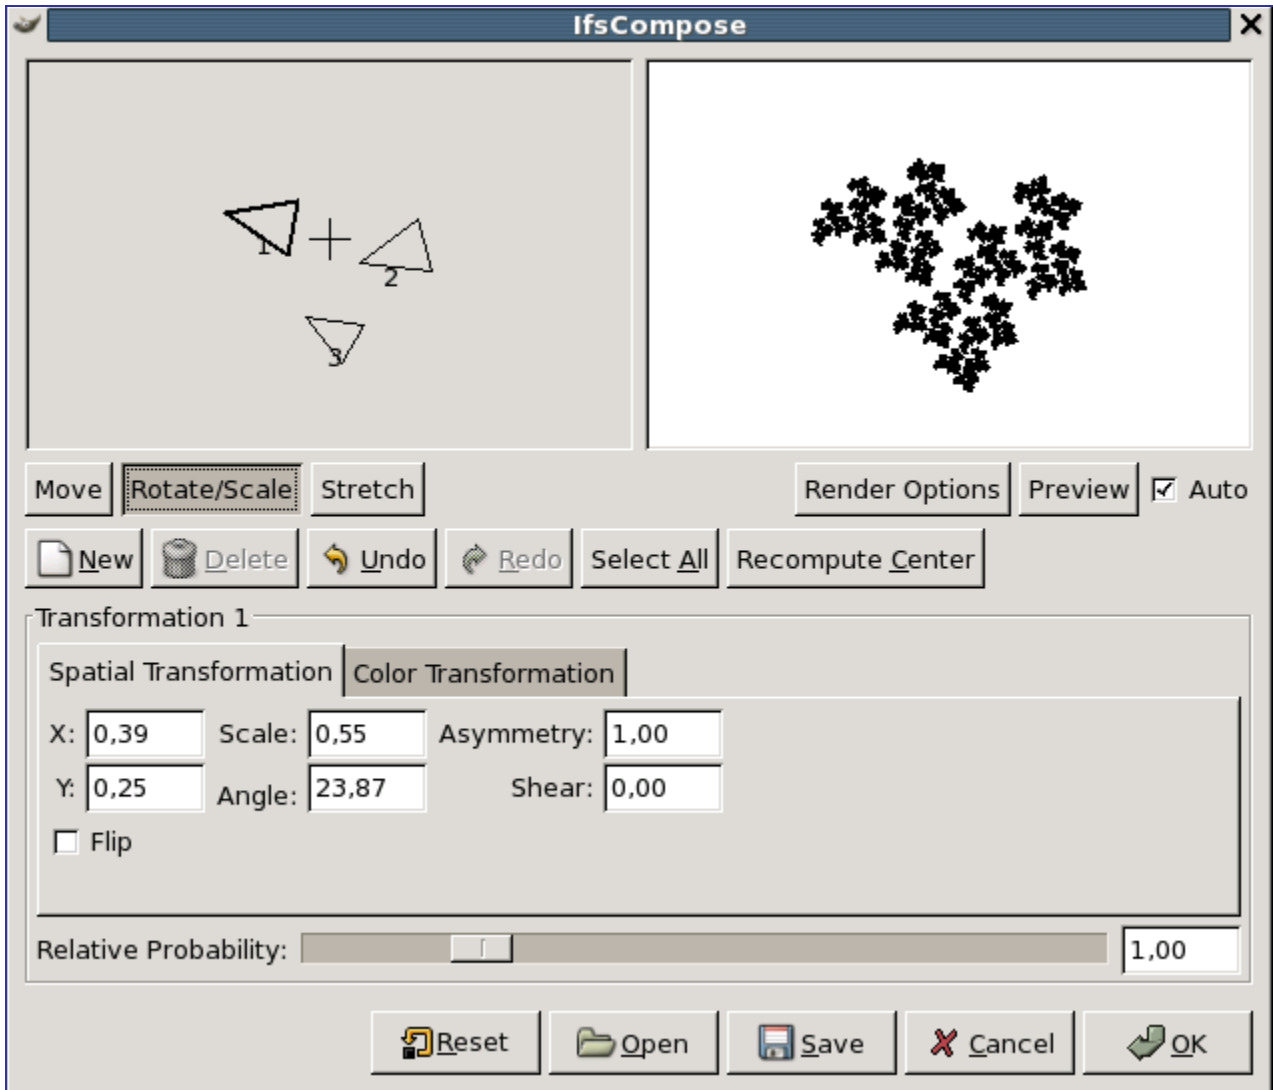 IfsCompose
1
2
3
Move Rotate/Scale Stretch Render Options Preview Auto
New Delete Undo Redo Select All Recompute Center
Transformation 1
Spatial Transformation Color Transformation
X: 0,39 Scale: 0,55 Asymmetry: 1,00
Y: 0,25 Angle: 23,87 Shear: 0,00
Flip
Relative Probability: 1,00
Reset Open Save Cancel OK